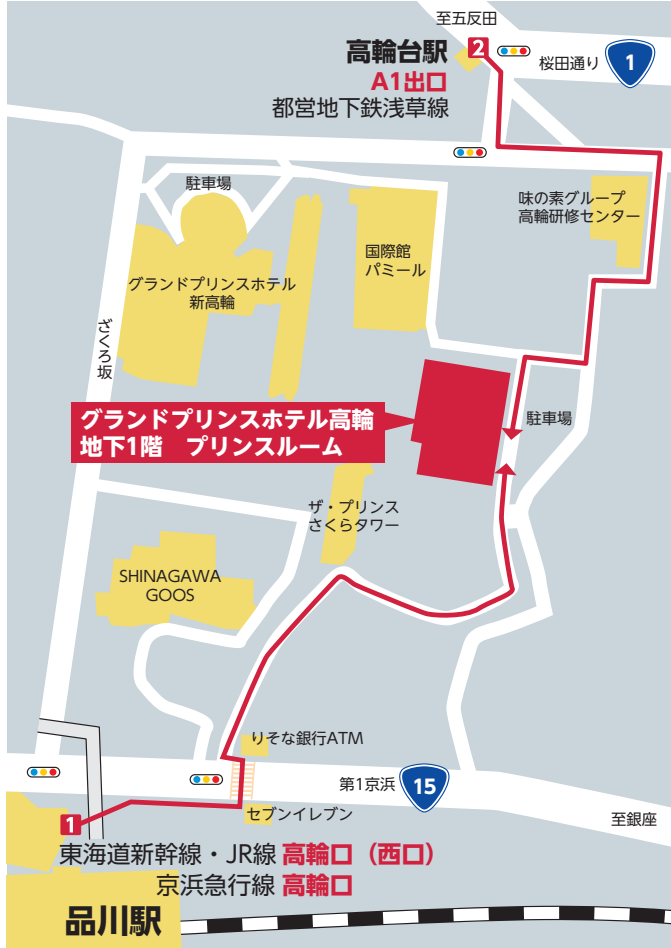 至五反田
2
高輪台駅
A1出口
都営地下鉄浅草線
桜田通り
1
駐車場
味の素グループ
高輪研修センター
国際館
パミール
グランドプリンスホテル
新高輪
ざくろ坂
グランドプリンスホテル高輪
地下1階　プリンスルーム
駐車場
ザ・プリンス
さくらタワー
SHINAGAWA
GOOS
りそな銀行ATM
第1京浜
15
セブンイレブン
至銀座
1
東海道新幹線・JR線 高輪口（西口）
京浜急行線 高輪口
品川駅